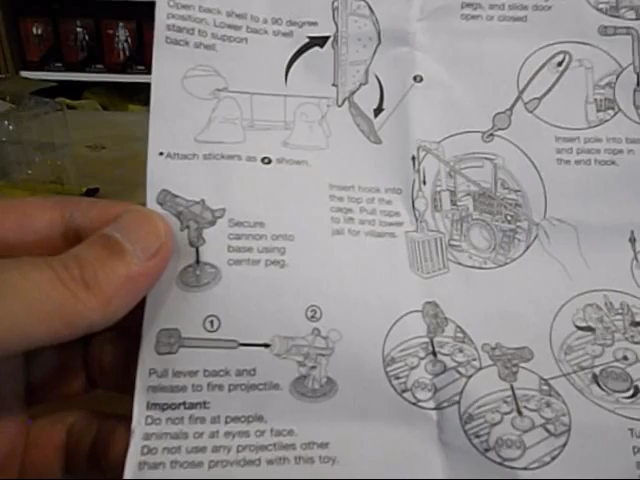 Open back shell to a 90 degree
position. Lower back shell
stand to support
back shell.
•Attach stickers as shown.
pegs, and slide door
open or closed.
Insert pole into
and place rope in
the end hook.
Insert hook into
the top of the
cage. Pull rope
to lift and lower
jail for villains.
Secure
cannon onto
base using
center peg.
1
2
Pull lever back and
release to fire projectile.
Important:
Do not fire at people,
animals or at eyes or face.
Do not use any projectiles other
than those provided with this toy.